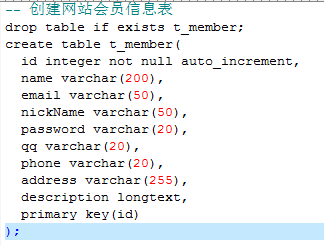 -- 创建网站会员信息表
drop table if exists t_member;
create table t_member(
  id integer not null auto_increment,
  name varchar(200),
  email varchar(50),
  nickName varchar(50),
  password varchar(20),
  qq varchar(20),
  phone varchar(20),
  address varchar(255),
  description longtext,
  primary key(id)
);